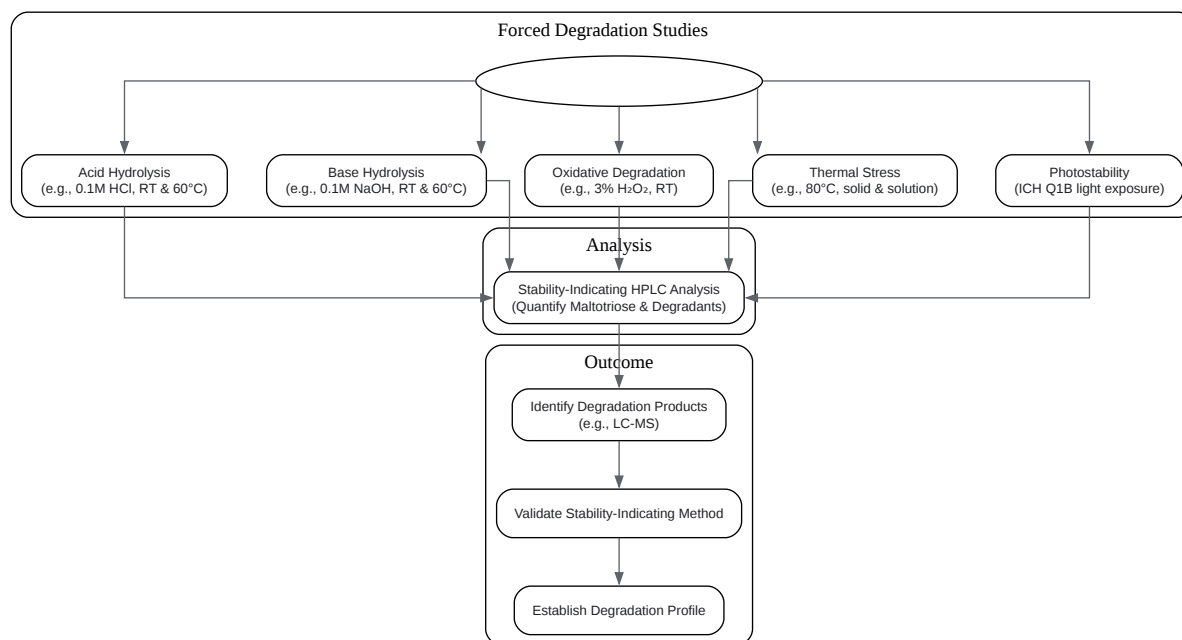 Forced Degradation Studies
Acid Hydrolysis
(e.g., 0.1M HCl, RT & 60°C)
Base Hydrolysis
(e.g., 0.1M NaOH, RT & 60°C)
Oxidative Degradation
(e.g., 3% H₂O₂, RT)
Thermal Stress
(e.g., 80°C, solid & solution)
Photostability
(ICH Q1B light exposure)
Analysis
Stability-Indicating HPLC Analysis
(Quantify Maltotriose & Degradants)
Outcome
Identify Degradation Products
(e.g., LC-MS)
Validate Stability-Indicating Method
Establish Degradation Profile